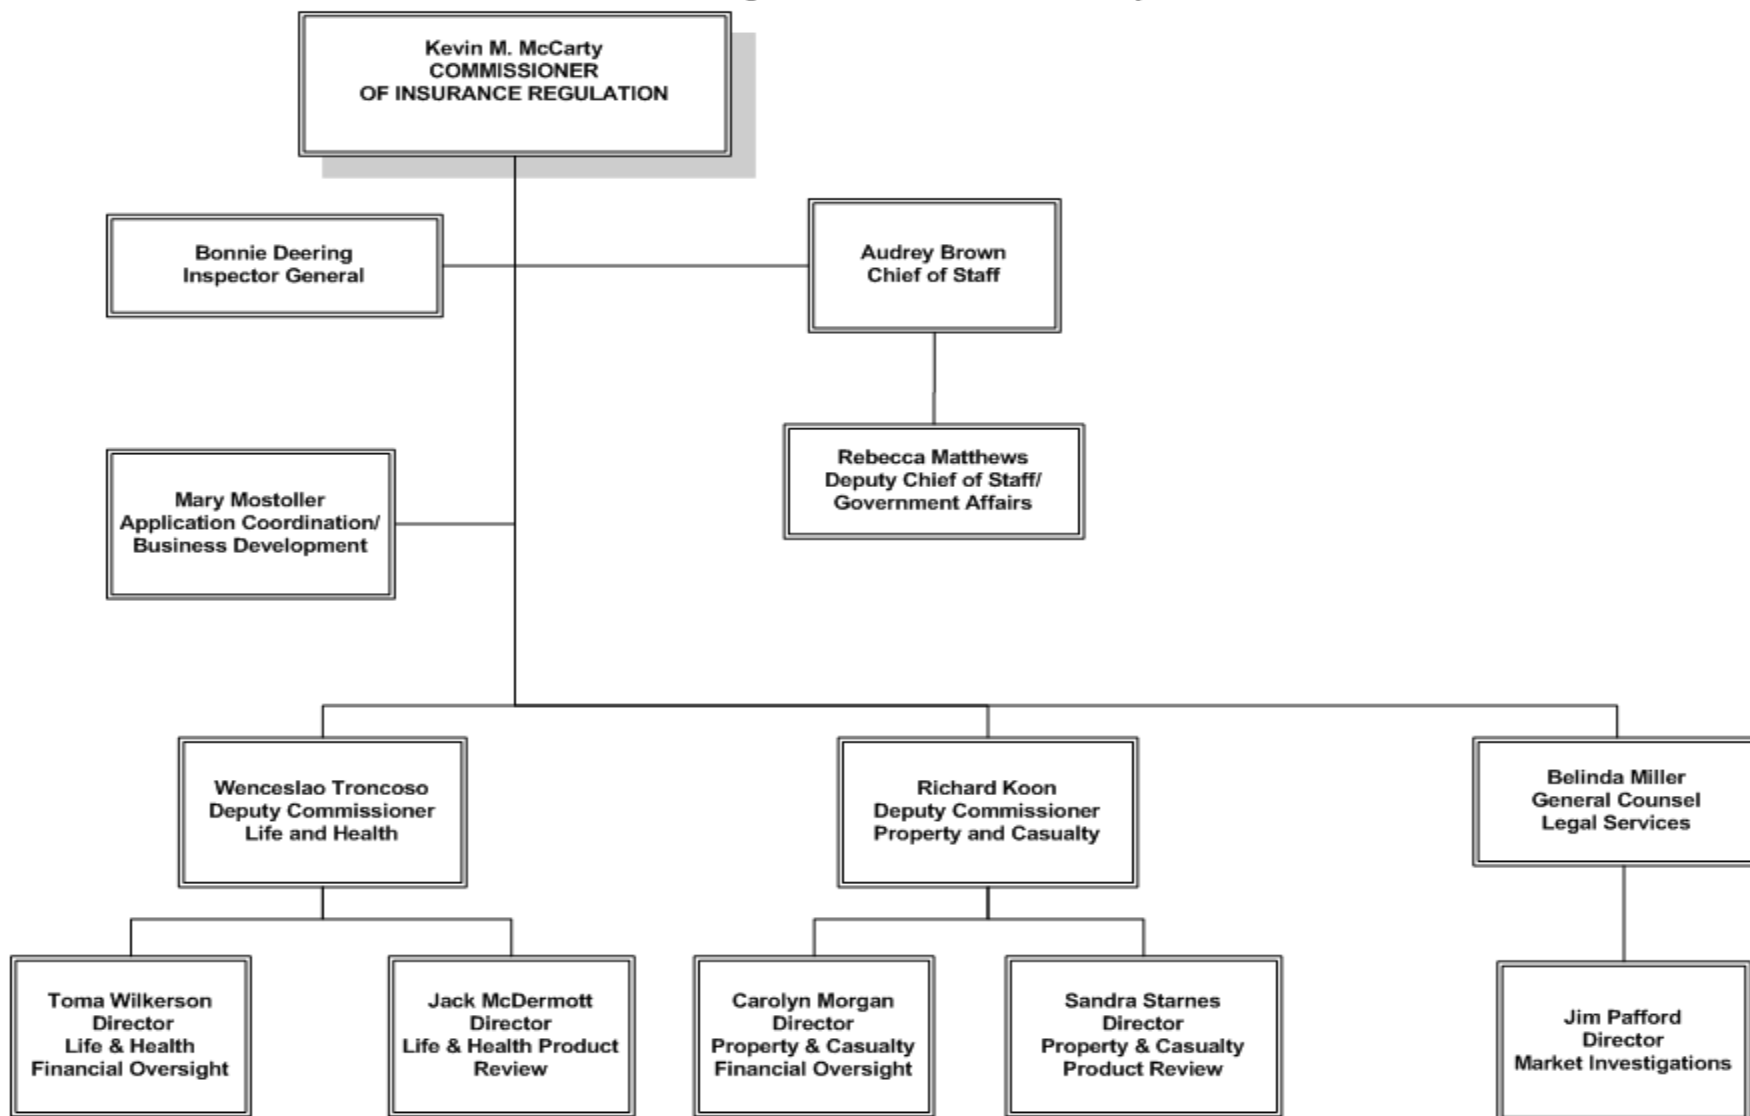 Kevin M. McCarty
COMMISSIONER
OF INSURANCE REGULATION
Bonnie Deering
Inspector General
Audrey Brown
Chief of Staff
Rebecca Matthews
Deputy Chief of Staff/
Government Affairs
Mary Mostoller
Application Coordination/
Business Development
Wenceslao Troncoso
Deputy Commissioner
Life and Health
Richard Koon
Deputy Commissioner
Property and Casualty
Belinda Miller
General Counsel
Legal Services
Toma Wilkerson
Director
Life & Health
Financial Oversight
Jack McDermott
Director
Life & Health Product
Review
Carolyn Morgan
Director
Property & Casualty
Financial Oversight
Sandra Starnes
Director
Property & Casualty
Product Review
Jim Pafford
Director
Market Investigations